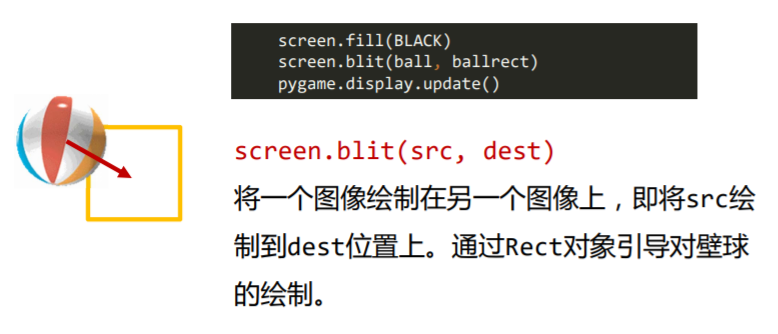 screen.fill(BLACK)
screen.blit(ball, ballrect)
pygame.display.update()
screen.blit(src, dest)
将一个图像绘制在另一个图像上，即将src绘
制到dest位置上。通过Rect对象引导对壁球
的绘制。